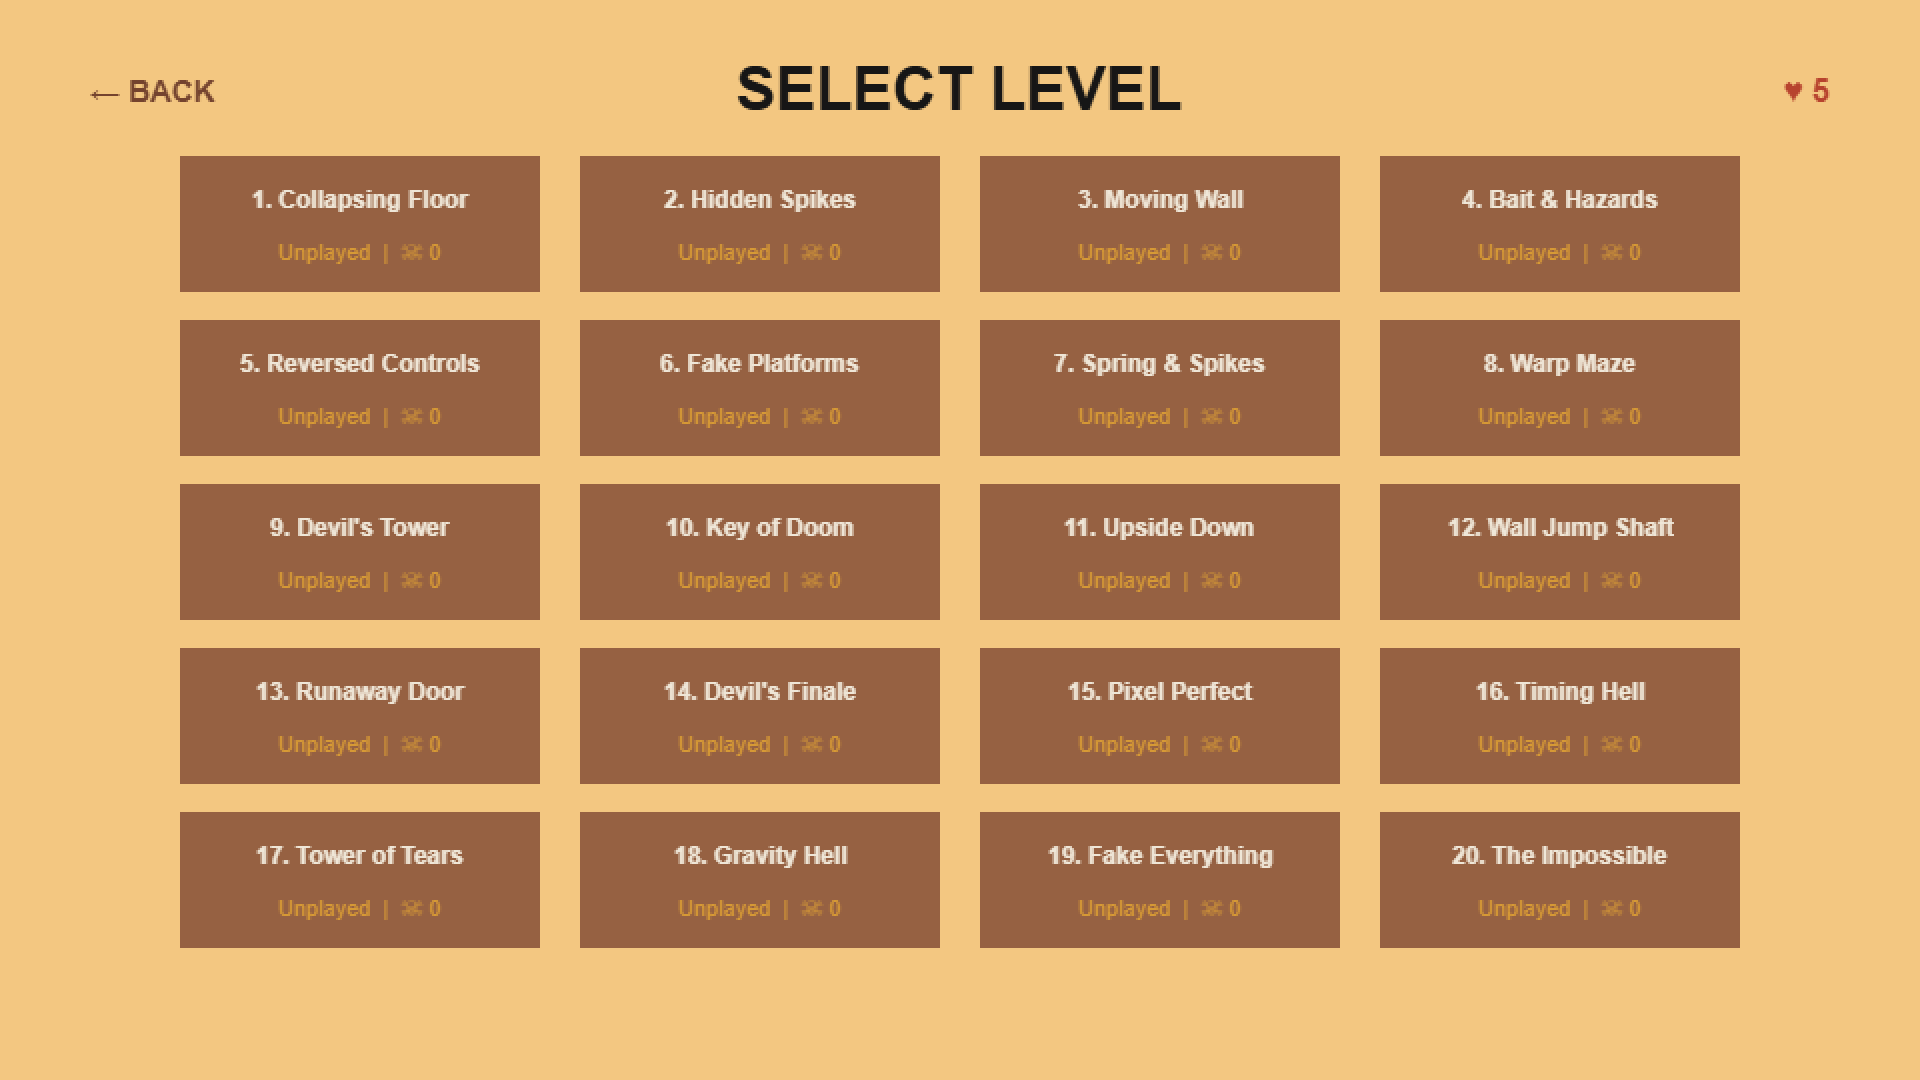 ← BACK
SELECT LEVEL
♥ 5
1. Collapsing Floor
Unplayed | ☠ 0
2. Hidden Spikes
Unplayed | ☠ 0
3. Moving Wall
Unplayed | ☠ 0
4. Bait & Hazards
Unplayed | ☠ 0
5. Reversed Controls
Unplayed | ☠ 0
6. Fake Platforms
Unplayed | ☠ 0
7. Spring & Spikes
Unplayed | ☠ 0
8. Warp Maze
Unplayed | ☠ 0
9. Devil's Tower
Unplayed | ☠ 0
10. Key of Doom
Unplayed | ☠ 0
11. Upside Down
Unplayed | ☠ 0
12. Wall Jump Shaft
Unplayed | ☠ 0
13. Runaway Door
Unplayed | ☠ 0
14. Devil's Finale
Unplayed | ☠ 0
15. Pixel Perfect
Unplayed | ☠ 0
16. Timing Hell
Unplayed | ☠ 0
17. Tower of Tears
Unplayed | ☠ 0
18. Gravity Hell
Unplayed | ☠ 0
19. Fake Everything
Unplayed | ☠ 0
20. The Impossible
Unplayed | ☠ 0